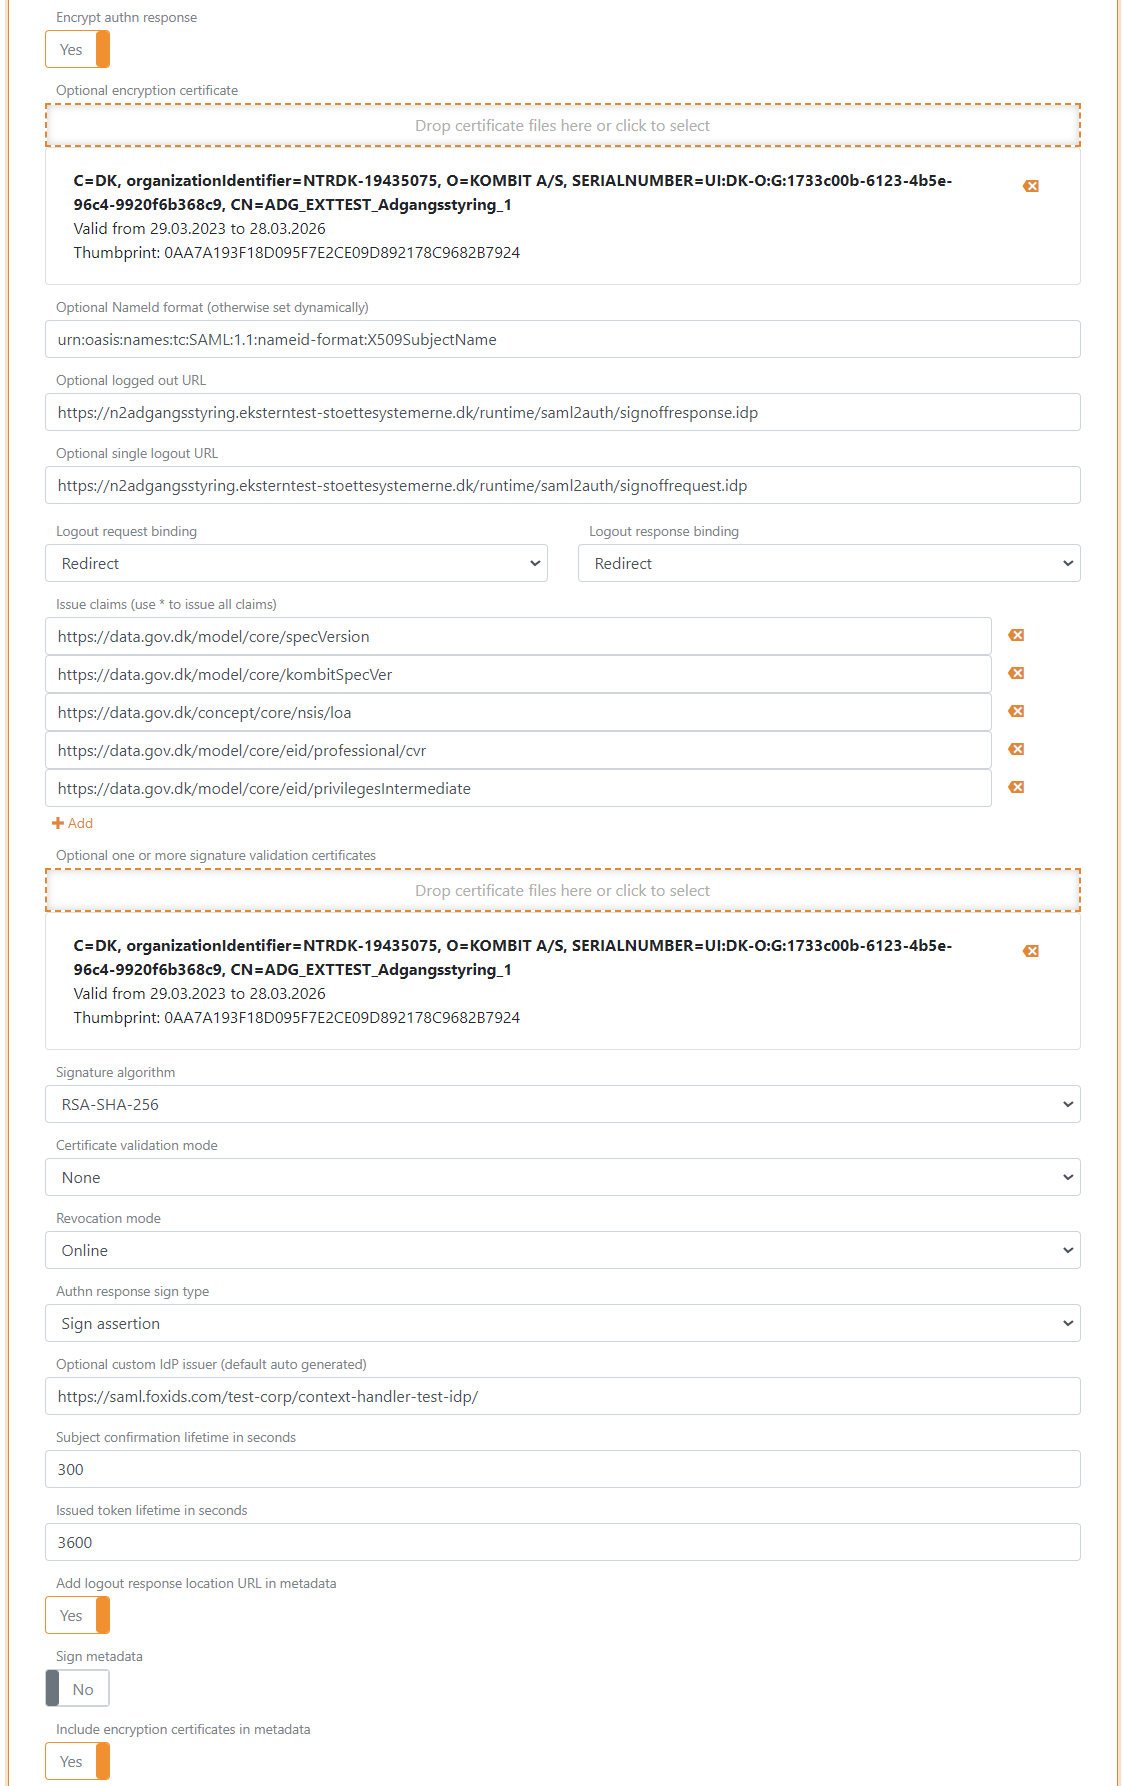 Encrypt authn response
Yes
Optional encryption certificate
Drop certificate files here or click to select
C=DK, organizationIdentifier=NTRDK-19435075, O=KOMBIT A/S, SERIALNUMBER=UI:DK-O:G:1733c00b-6123-4b5e-
96c4-9920f6b368c9, CN=ADG_EXTTEST_Adgangsstyring_1
Valid from 29.03.2023 to 28.03.2026
Thumbprint: 0AA7A193F18D095F7E2CE09D892178C9682B7924
Optional NameId format (otherwise set dynamically)
urn:oasis:names:tc:SAML:1.1:nameid-format:X509SubjectName
Optional logged out URL
https://n2adgangsstyring.eksterntest-stoettesystemerne.dk/runtime/saml2auth/signoffresponse.idp
Optional single logout URL
https://n2adgangsstyring.eksterntest-stoettesystemerne.dk/runtime/saml2auth/signoffrequest.idp
Logout request binding
Redirect
Logout response binding
Redirect
Issue claims (use * to issue all claims)
https://data.gov.dk/model/core/specVersion
https://data.gov.dk/model/core/kombitSpecVer
https://data.gov.dk/concept/core/nsis/loa
https://data.gov.dk/model/core/eid/professional/cvr
https://data.gov.dk/model/core/eid/privilegesIntermediate
Add
Optional one or more signature validation certificates
Drop certificate files here or click to select
C=DK, organizationIdentifier=NTRDK-19435075, O=KOMBIT A/S, SERIALNUMBER=UI:DK-O:G:1733c00b-6123-4b5e-
96c4-9920f6b368c9, CN=ADG_EXTTEST_Adgangsstyring_1
Valid from 29.03.2023 to 28.03.2026
Thumbprint: 0AA7A193F18D095F7E2CE09D892178C9682B7924
Signature algorithm
RSA-SHA-256
Certificate validation mode
None
Revocation mode
Online
Authn response sign type
Sign assertion
Optional custom IdP issuer (default auto generated)
https://saml.foxids.com/test-corp/context-handler-test-idp/
Subject confirmation lifetime in seconds
300
Issued token lifetime in seconds
3600
Add logout response location URL in metadata
Yes
Sign metadata
No
Include encryption certificates in metadata
Yes